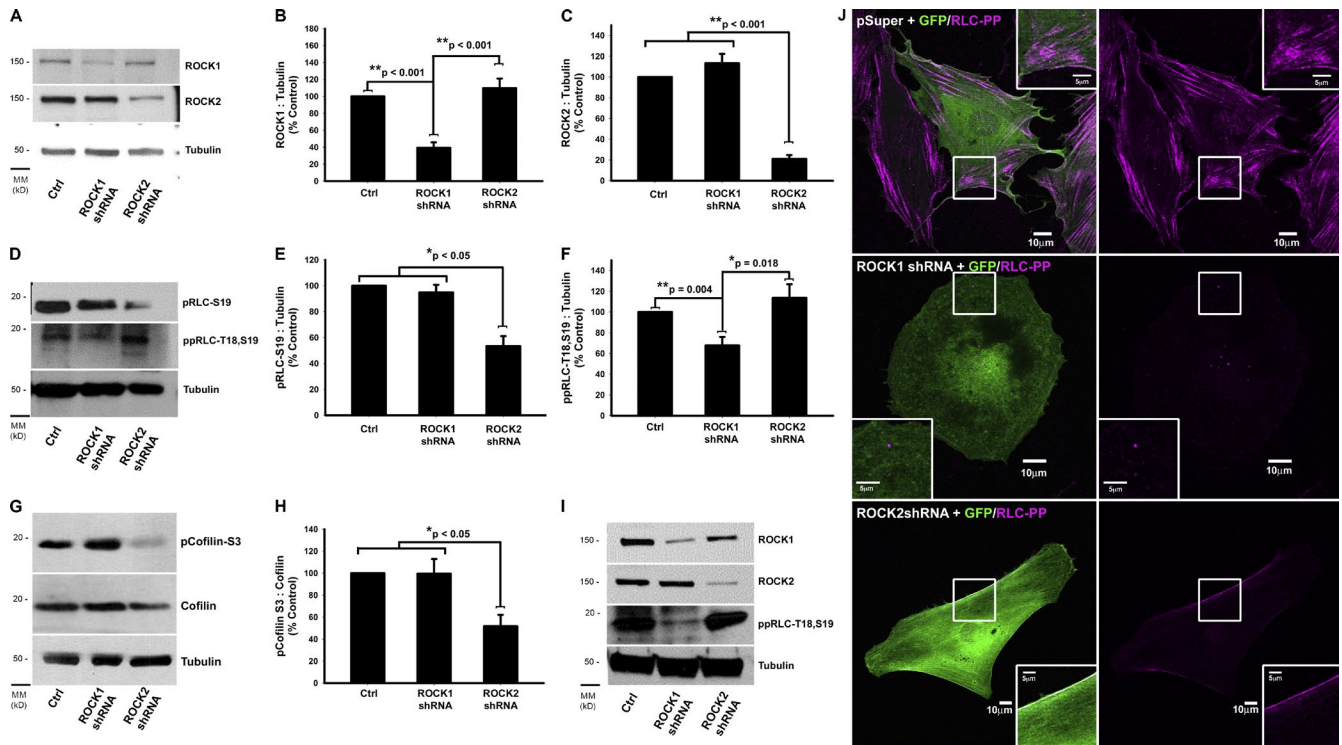 A
150 -
ROCK1
150 -
ROCK2
50 -
Tubulin
MM
(kD)
Ctrl
ROCK1
shRNA
ROCK2
shRNA
B
ROCK1 : Tubulin
(% Control)
140
120
100
80
60
40
20
0
**p < 0.001
**p < 0.001
Ctrl
ROCK1
shRNA
ROCK2
shRNA
C
ROCK2 : Tubulin
(% Control)
140
120
100
80
60
40
20
0
**p < 0.001
Ctrl
ROCK1
shRNA
ROCK2
shRNA
D
20 -
pRLC-S19
20 -
ppRLC-T18,S19
50 -
Tubulin
MM
(kD)
Ctrl
ROCK1
shRNA
ROCK2
shRNA
E
pRLC-S19 : Tubulin
(% Control)
120
100
80
60
40
20
0
*p < 0.05
Ctrl
ROCK1
shRNA
ROCK2
shRNA
F
ppRLC-T18,S19 : Tubulin
(% Control)
140
120
100
80
60
40
20
0
**p = 0.004
*p = 0.018
Ctrl
ROCK1
shRNA
ROCK2
shRNA
G
20 -
pCofilin-S3
20 -
Cofilin
50 -
Tubulin
MM
(kD)
Ctrl
ROCK1
shRNA
ROCK2
shRNA
H
pCofilin S3 : Cofilin
(% Control)
140
120
100
80
60
40
20
0
*p < 0.05
Ctrl
ROCK1
shRNA
ROCK2
shRNA
I
150 -
ROCK1
150-
ROCK2
20 -
ppRLC-T18,S19
50 -
Tubulin
MM
(kD)
Ctrl
ROCK1
shRNA
ROCK2
shRNA
J
pSuper + GFP/RLC-PP
5µm
10µm
5µm
10µm
ROCK1 shRNA + GFP/RLC-PP
5µm
10µm
5µm
10µm
ROCK2shRNA + GFP/RLC-PP
5µm
10µm
5µm
10µm